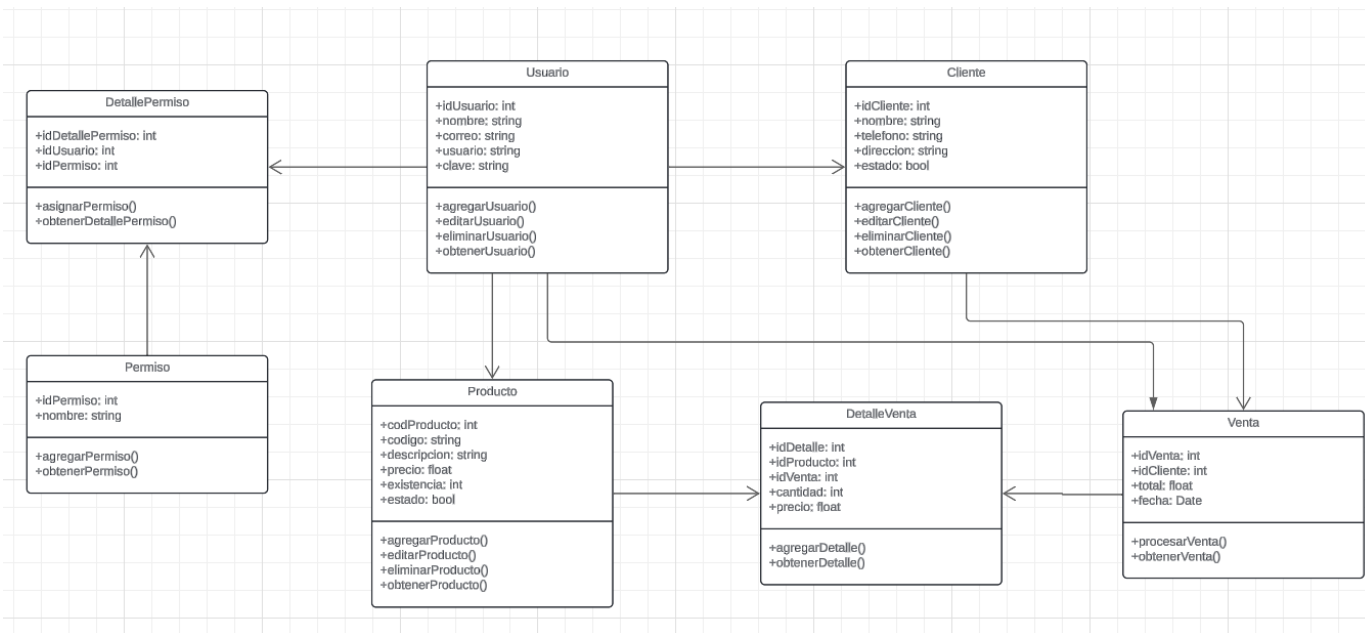 DetallePermiso
+idDetallePermiso: int
+idUsuario: int
+idPermiso: int
+asignarPermiso()
+obtenerDetallePermiso()
Usuario
+idUsuario: int
+nombre: string
+correo: string
+usuario: string
+clave: string
+agregarUsuario()
+editarUsuario()
+eliminarUsuario()
+obtenerUsuario()
Cliente
+idCliente: int
+nombre: string
+telefono: string
+direccion: string
+estado: bool
+agregarCliente()
+editarCliente()
+eliminarCliente()
+obtenerCliente()
Permiso
+idPermiso: int
+nombre: string
+agregarPermiso()
+obtenerPermiso()
Producto
+codProducto: int
+codigo: string
+descripcion: string
+precio: float
+existencia: int
+estado: bool
+agregarProducto()
+editarProducto()
+eliminarProducto()
+obtenerProducto()
DetalleVenta
+idDetalle: int
+idProducto: int
+idVenta: int
+cantidad: int
+precio: float
+agregarDetalle()
+obtenerDetalle()
Venta
+idVenta: int
+idCliente: int
+total: float
+fecha: Date
+procesarVenta()
+obtenerVenta()